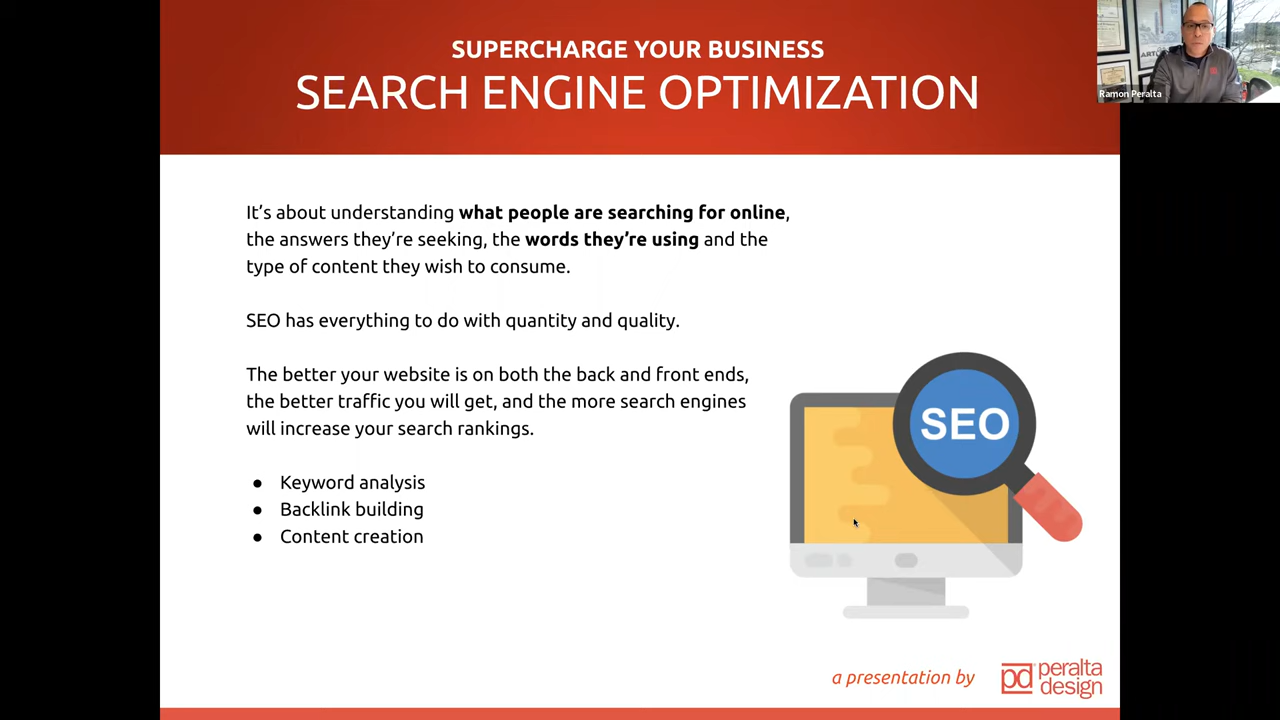 SUPERCHARGE YOUR BUSINESS
SEARCH ENGINE OPTIMIZATION
Ramon Peralta
It's about understanding what people are searching for online,
the answers they're seeking, the words they're using and the
type of content they wish to consume.
SEO has everything to do with quantity and quality.
The better your website is on both the back and front ends,
the better traffic you will get, and the more search engines
will increase your search rankings.
● Keyword analysis
● Backlink building
● Content creation
SEO
a presentation by
pd peralta
design